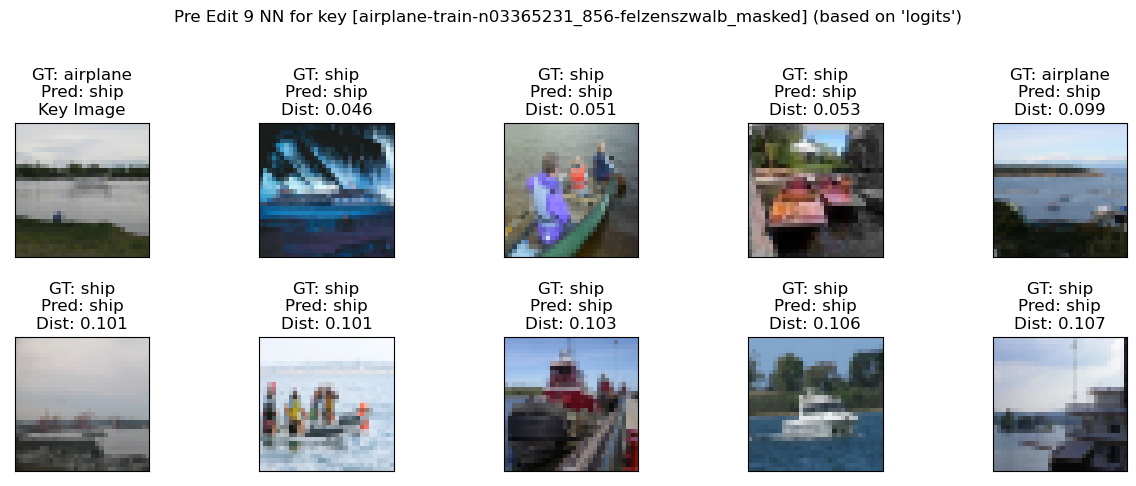 Pre Edit 9 NN for key [airplane-train-n03365231_856-felzenszwalb_masked] (based on 'logits')
GT: airplane
Pred: ship
Key Image
GT: ship
Pred: ship
Dist: 0.046
GT: ship
Pred: ship
Dist: 0.051
GT: ship
Pred: ship
Dist: 0.053
GT: airplane
Pred: ship
Dist: 0.099
GT: ship
Pred: ship
Dist: 0.101
GT: ship
Pred: ship
Dist: 0.101
GT: ship
Pred: ship
Dist: 0.103
GT: ship
Pred: ship
Dist: 0.106
GT: ship
Pred: ship
Dist: 0.107